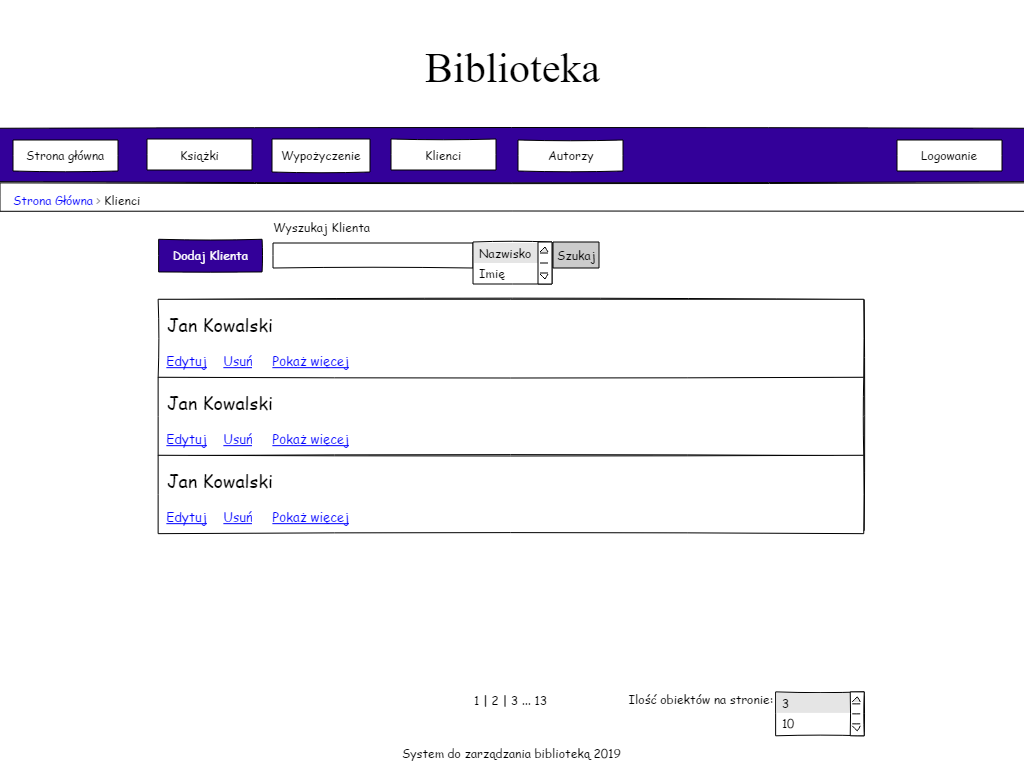 Biblioteka
Strona główna
Książki
Wypożyczenie
Klienci
Autorzy
Logowanie
Strona Główna > Klienci
Wyszukaj Klienta
Dodaj Klienta
Nazwisko
Imię
Szukaj
Jan Kowalski
Edytuj Usuń Pokaż więcej
Jan Kowalski
Edytuj Usuń Pokaż więcej
Jan Kowalski
Edytuj Usuń Pokaż więcej
1 | 2 | 3 ... 13
Ilość obiektów na stronie:
3
10
System do zarządzania biblioteką 2019